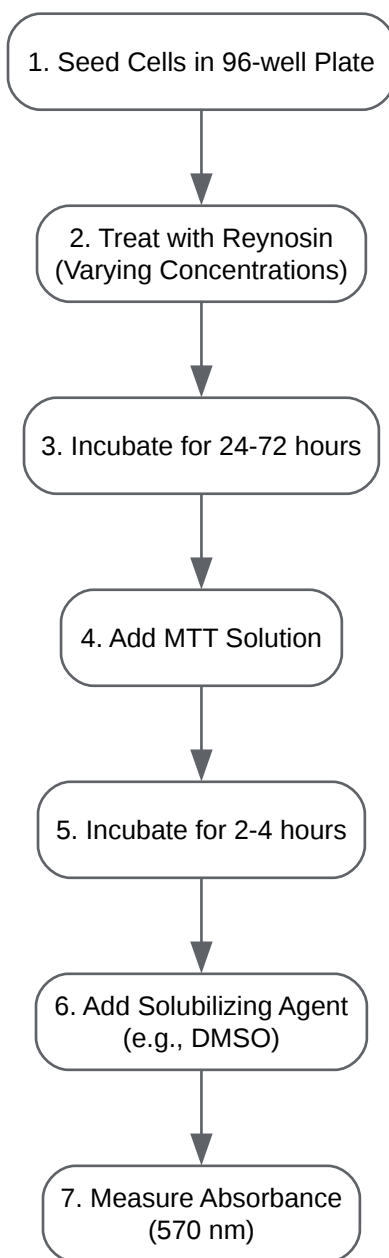 1. Seed Cells in 96-well Plate
2. Treat with Reynosin
(Varying Concentrations)
3. Incubate for 24-72 hours
4. Add MTT Solution
5. Incubate for 2-4 hours
6. Add Solubilizing Agent
(e.g., DMSO)
7. Measure Absorbance
(570 nm)